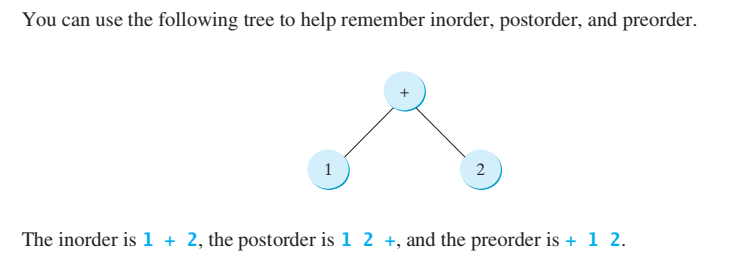 You can use the following tree to help remember inorder, postorder, and preorder.
+
1 2
The inorder is 1 + 2, the postorder is 1 2 +, and the preorder is + 1 2.